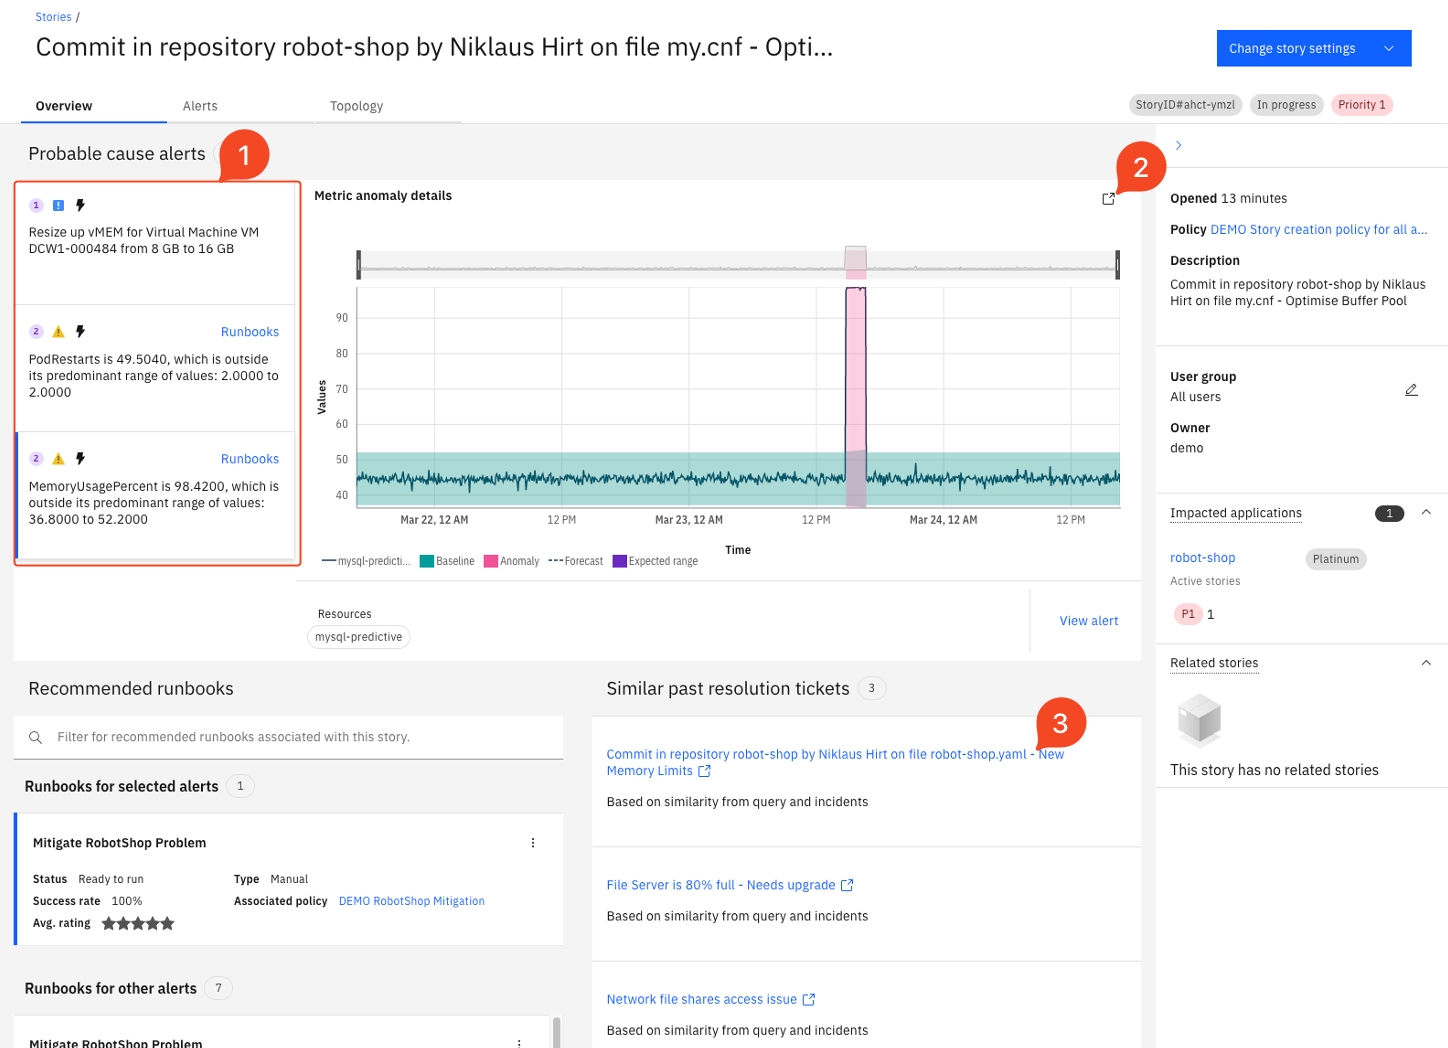 Stories /
Commit in repository robot-shop by Niklaus Hirt on file my.cnf - Opti...
Change story settings
Overview
Alerts
Topology
StoryID#ahct-ymzl
In progress
Priority 1
Probable cause alerts
1
2
1
Resize up vMEM for Virtual Machine VM
DCW1-000484 from 8 GB to 16 GB
2
Runbooks
PodRestarts is 49.5040, which is outside
its predominant range of values: 2.0000 to
2.0000
2
Runbooks
MemoryUsagePercent is 98.4200, which is
outside its predominant range of values:
36.8000 to 52.2000
Metric anomaly details
Values
90
80
70
60
50
40
Mar 22, 12 AM
12 PM
Mar 23, 12 AM
12 PM
Mar 24, 12 AM
12 PM
Time
mysql-predicti...
Baseline
Anomaly
Forecast
Expected range
Resources
mysql-predictive
View alert
Opened 13 minutes
Policy DEMO Story creation policy for all a...
Description
Commit in repository robot-shop by Niklaus
Hirt on file my.cnf - Optimise Buffer Pool
User group
All users
Owner
demo
Impacted applications
1
robot-shop
Platinum
Active stories
P1 1
Related stories
This story has no related stories
Recommended runbooks
Filter for recommended runbooks associated with this story.
Runbooks for selected alerts 1
Mitigate RobotShop Problem
Status Ready to run
Type Manual
Success rate 100%
Associated policy DEMO RobotShop Mitigation
Avg. rating
Runbooks for other alerts 7
Mitigate RobotShop Problem
Similar past resolution tickets 3
3
Commit in repository robot-shop by Niklaus Hirt on file robot-shop.yaml - New
Memory Limits
Based on similarity from query and incidents
File Server is 80% full - Needs upgrade
Based on similarity from query and incidents
Network file shares access issue
Based on similarity from query and incidents